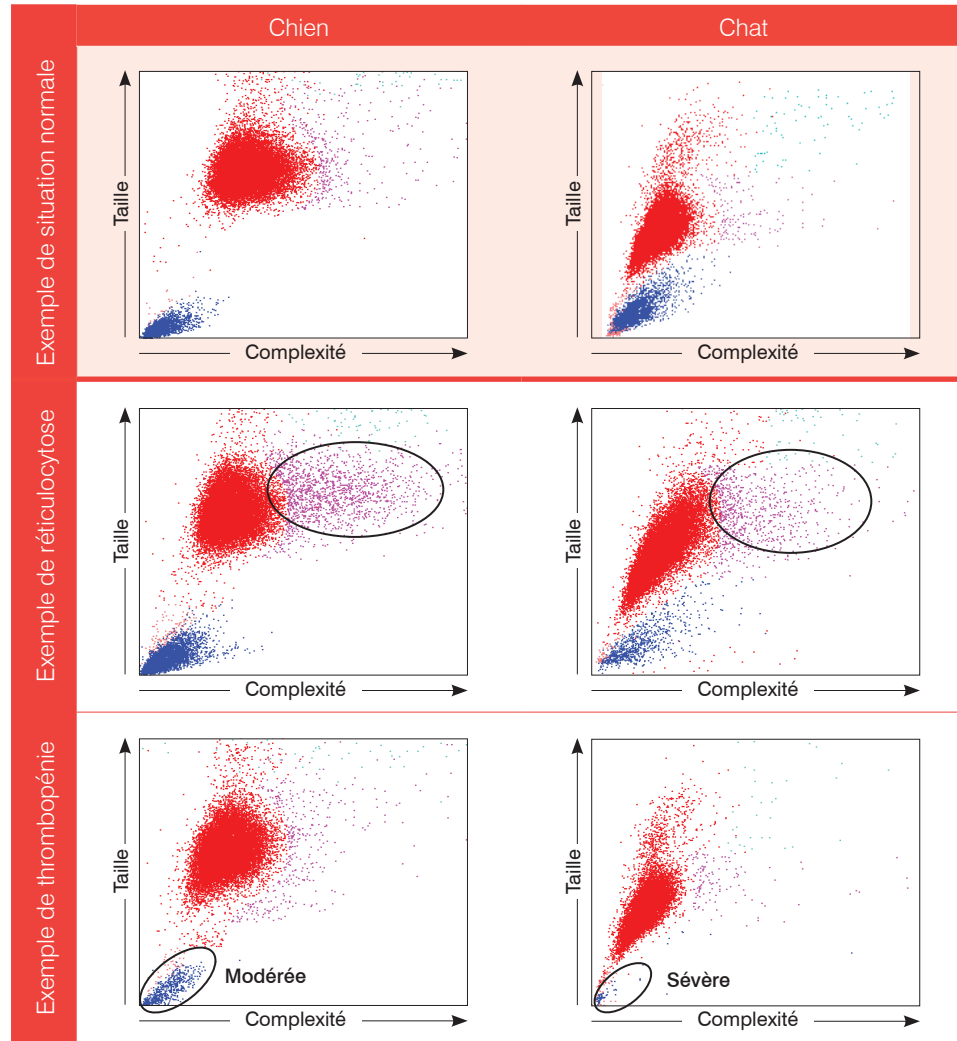 Chien
Chat
Exemple de situation normale
Taille
Complexité
Taille
Complexité
Exemple de réticulocytose
Taille
Complexité
Taille
Complexité
Exemple de thrombopénie
Taille
Modérée
Complexité
Taille
Sévère
Complexité